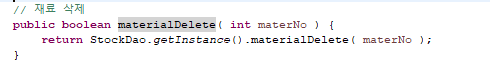 // 재료 삭제
public boolean materialDelete( int materNo ) {
return StockDao.getInstance().materialDelete( materNo );
}